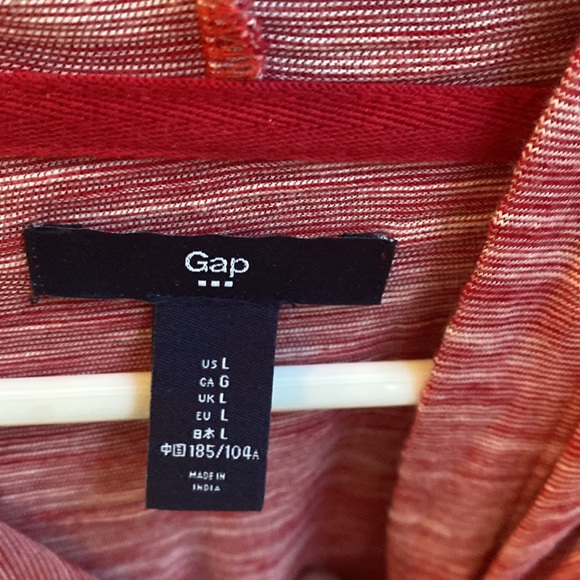 Gap
US L
CA G
UK L
EU L
日本 L
中国 185/104A
MADE IN
INDIA